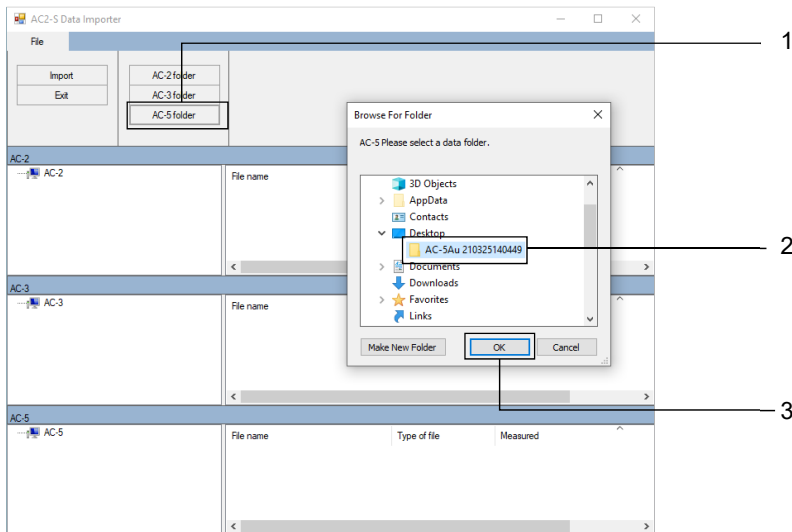 AC2-S Data Importer
1
File
Import
Exit
AC-2 folder
AC-3 folder
AC-5 folder
Browse For Folder
AC-5 Please select a data folder.
3D Objects
AppData
Contacts
Desktop
AC-5Au 210325140449
2
Documents
Downloads
Favorites
Links
Make New Folder
OK
Cancel
3
AC-2
AC-2
File name
AC-3
AC-3
File name
AC-5
AC-5
File name
Type of file
Measured